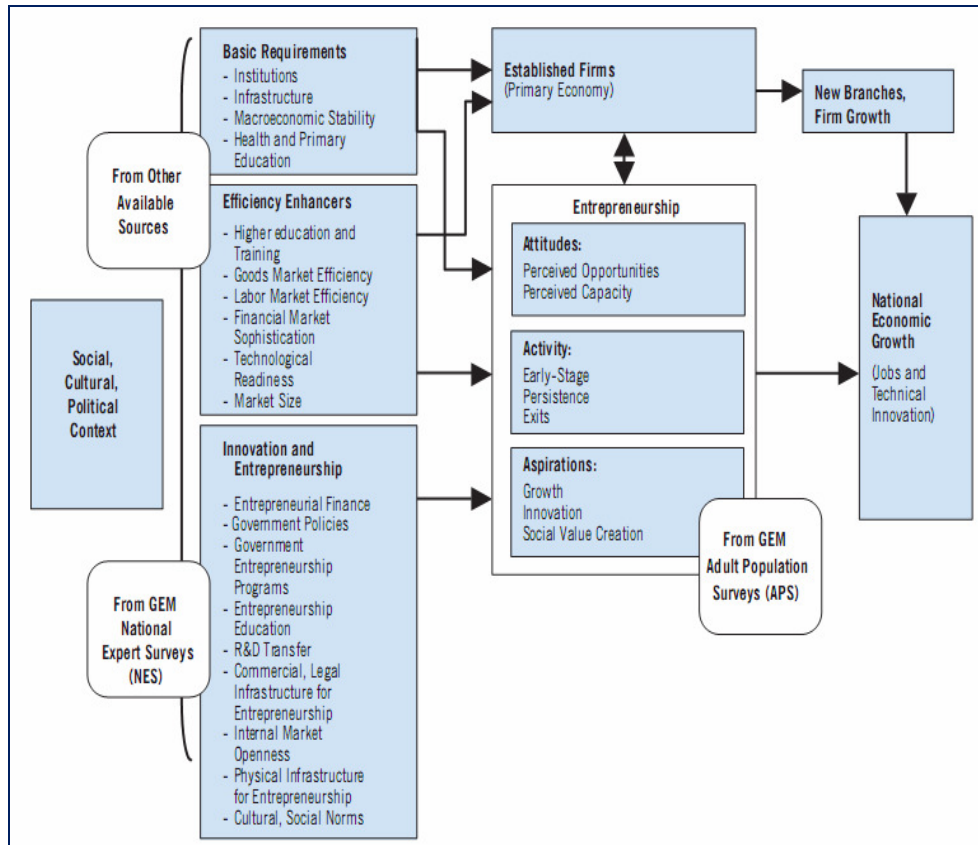 Basic Requirements
- Institutions
- Infrastructure
- Macroeconomic Stability
- Health and Primary
Education
From Other
Available
Sources
Efficiency Enhancers
- Higher education and
Training
- Goods Market Efficiency
- Labor Market Efficiency
- Financial Market
Sophistication
- Technological
Readiness
- Market Size
Social,
Cultural,
Political
Context
Innovation and
Entrepreneurship
- Entrepreneurial Finance
- Government Policies
- Government
Entrepreneurship
Programs
- Entrepreneurship
Education
- R&D Transfer
- Commercial, Legal
Infrastructure for
Entrepreneurship
- Internal Market
Openness
- Physical Infrastructure
for Entrepreneurship
- Cultural, Social Norms
From GEM
National
Expert Surveys
(NES)
Established Firms
(Primary Economy)
New Branches,
Firm Growth
Entrepreneurship
Attitudes:
Perceived Opportunities
Perceived Capacity
Activity:
Early-Stage
Persistence
Exits
Aspirations:
Growth
Innovation
Social Value Creation
From GEM
Adult Population
Surveys (APS)
National
Economic
Growth
(Jobs and
Technical
Innovation)